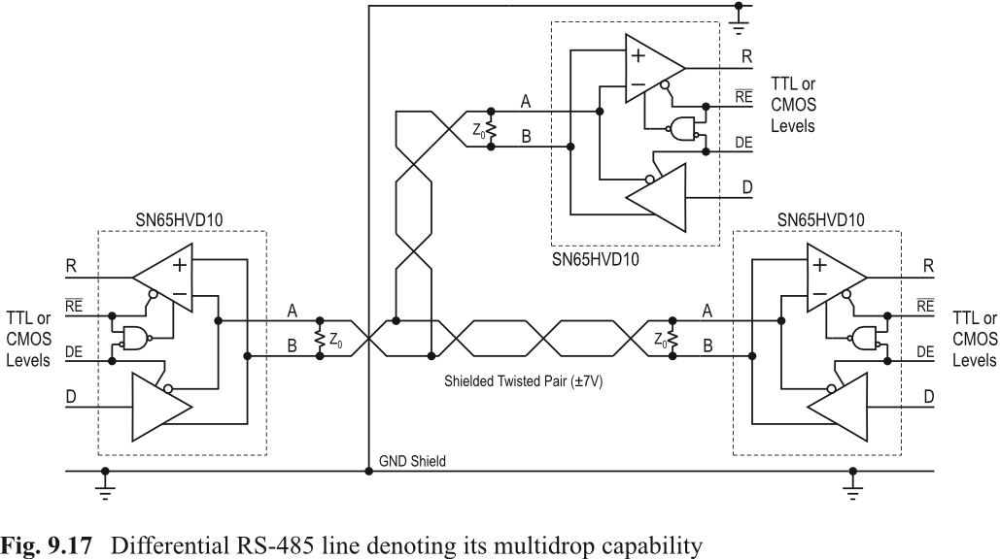 R
RE
DE
D
TTL or
CMOS
Levels
+
−
A
B
Z0
SN65HVD10
SN65HVD10
R
RE
DE
D
TTL or
CMOS
Levels
+
−
A
B
Z0
SN65HVD10
R
RE
DE
D
TTL or
CMOS
Levels
+
−
A
B
Z0
Shielded Twisted Pair (±7V)
GND Shield
Fig. 9.17 Differential RS-485 line denoting its multidrop capability